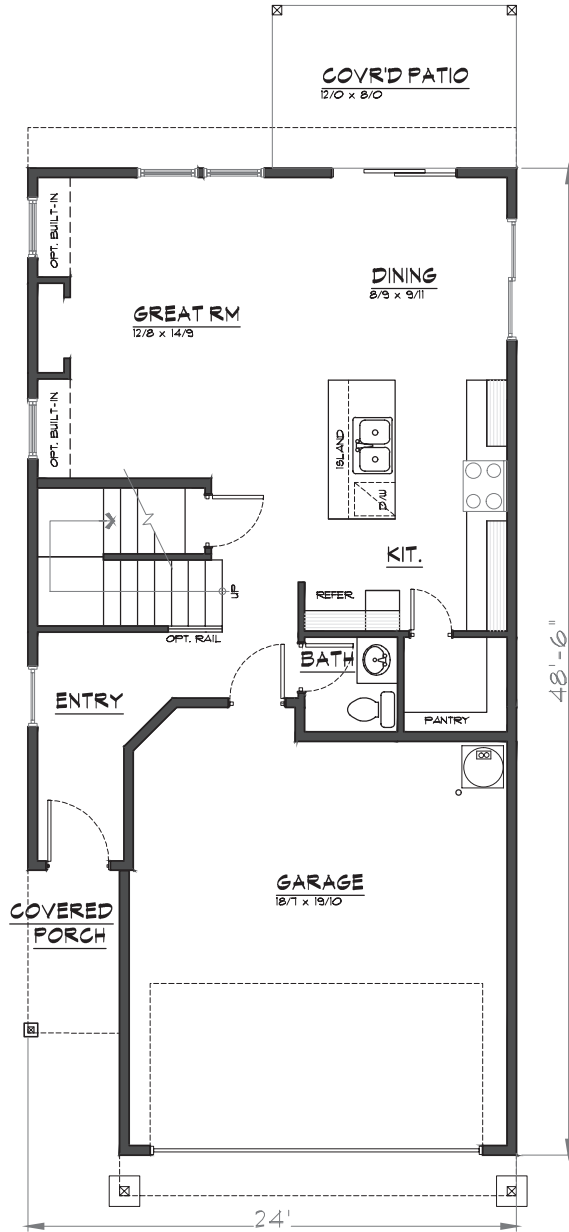 COVR'D PATIO
12/0 x 8/0
OPT. BUILT-IN
DINING
8/9 x 9/11
GREAT RM
12/8 x 14/9
OPT. BUILT-IN
ISLAND
D/W
KIT.
UP
REFER.
OPT. RAIL
BATH
48'-6"
ENTRY
PANTRY
GARAGE
18/7 x 19/10
COVERED
PORCH
24'